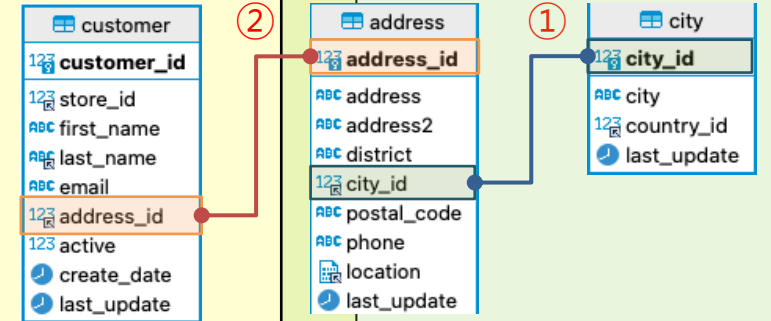 customer
customer_id
store_id
first_name
last_name
email
address_id
active
create_date
last_update
②
address
address_id
address
address2
district
city_id
postal_code
phone
location
last_update
①
city
city_id
city
country_id
last_update